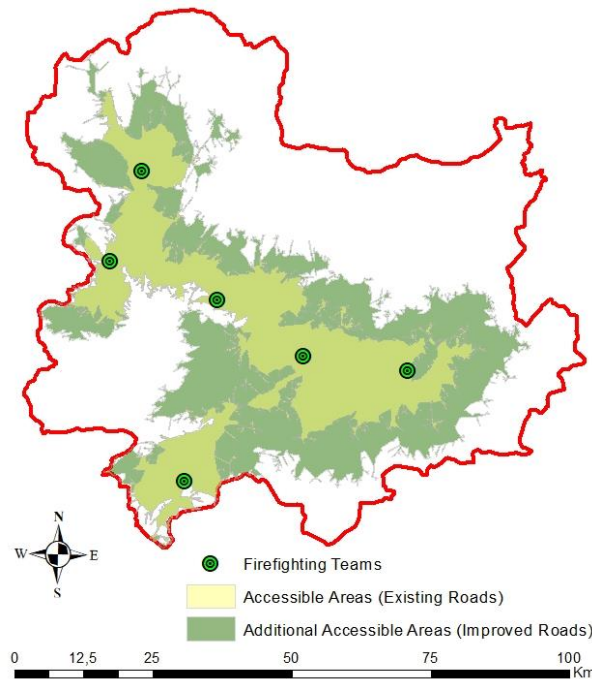 N
W E
S
Firefighting Teams
Accessible Areas (Existing Roads)
Additional Accessible Areas (Improved Roads)
0 12,5 25 50 75 100
Km